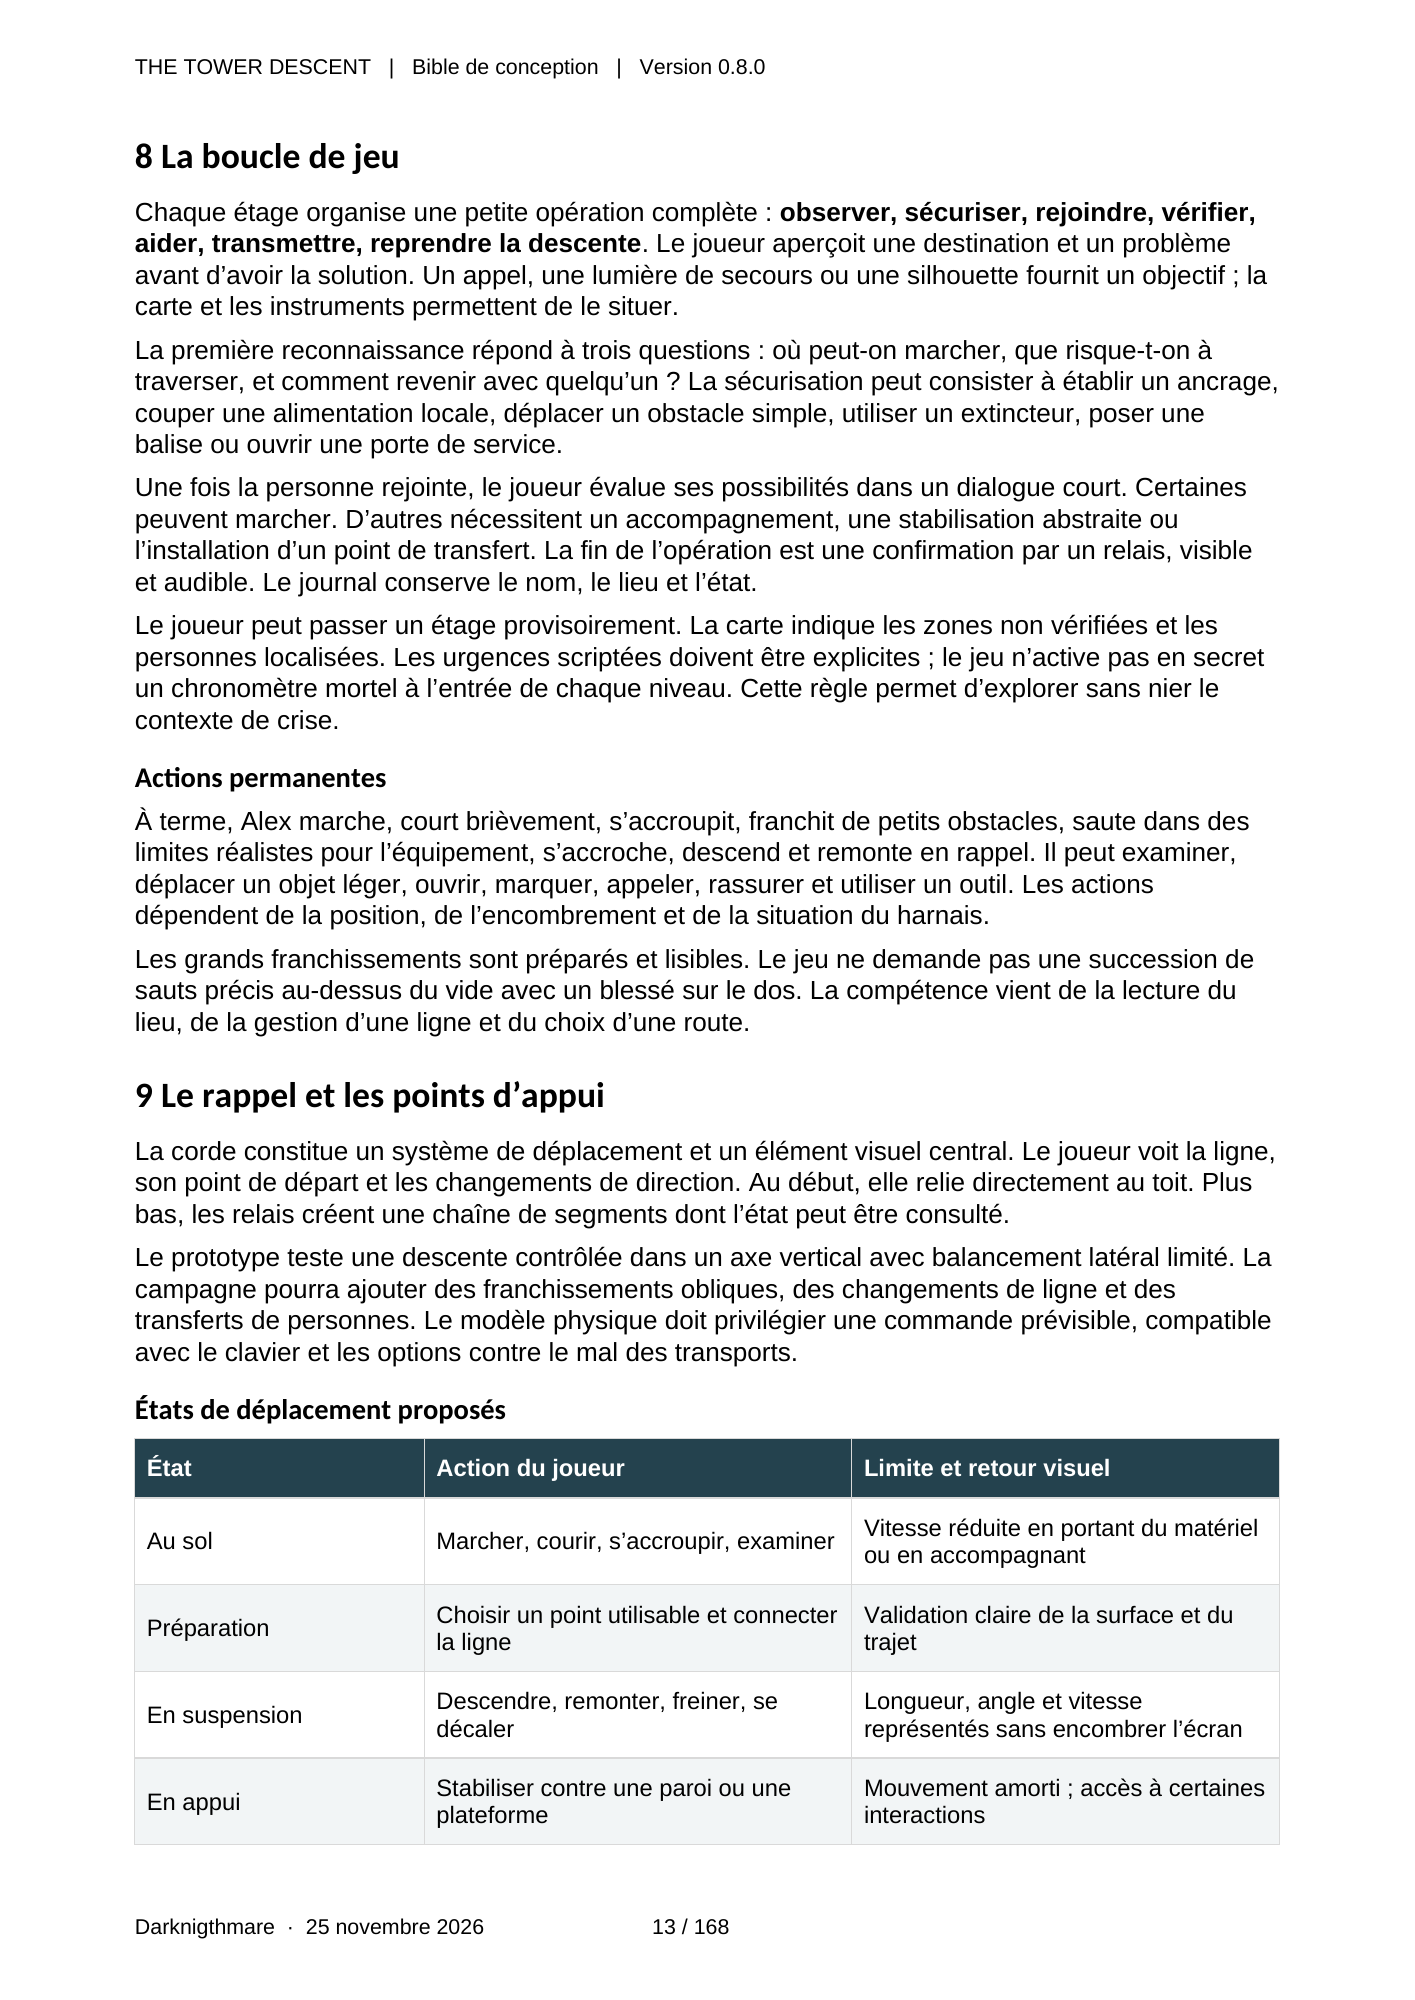 THE TOWER DESCENT | Bible de conception | Version 0.8.0
8 La boucle de jeu
Chaque étage organise une petite opération complète : observer, sécuriser, rejoindre, vérifier,
aider, transmettre, reprendre la descente. Le joueur aperçoit une destination et un problème
avant d’avoir la solution. Un appel, une lumière de secours ou une silhouette fournit un objectif ; la
carte et les instruments permettent de le situer.
La première reconnaissance répond à trois questions : où peut-on marcher, que risque-t-on à
traverser, et comment revenir avec quelqu’un ? La sécurisation peut consister à établir un ancrage,
couper une alimentation locale, déplacer un obstacle simple, utiliser un extincteur, poser une
balise ou ouvrir une porte de service.
Une fois la personne rejointe, le joueur évalue ses possibilités dans un dialogue court. Certaines
peuvent marcher. D’autres nécessitent un accompagnement, une stabilisation abstraite ou
l’installation d’un point de transfert. La fin de l’opération est une confirmation par un relais, visible
et audible. Le journal conserve le nom, le lieu et l’état.
Le joueur peut passer un étage provisoirement. La carte indique les zones non vérifiées et les
personnes localisées. Les urgences scriptées doivent être explicites ; le jeu n’active pas en secret
un chronomètre mortel à l’entrée de chaque niveau. Cette règle permet d’explorer sans nier le
contexte de crise.
Actions permanentes
À terme, Alex marche, court brièvement, s’accroupit, franchit de petits obstacles, saute dans des
limites réalistes pour l’équipement, s’accroche, descend et remonte en rappel. Il peut examiner,
déplacer un objet léger, ouvrir, marquer, appeler, rassurer et utiliser un outil. Les actions
dépendent de la position, de l’encombrement et de la situation du harnais.
Les grands franchissements sont préparés et lisibles. Le jeu ne demande pas une succession de
sauts précis au-dessus du vide avec un blessé sur le dos. La compétence vient de la lecture du
lieu, de la gestion d’une ligne et du choix d’une route.
9 Le rappel et les points d’appui
La corde constitue un système de déplacement et un élément visuel central. Le joueur voit la ligne,
son point de départ et les changements de direction. Au début, elle relie directement au toit. Plus
bas, les relais créent une chaîne de segments dont l’état peut être consulté.
Le prototype teste une descente contrôlée dans un axe vertical avec balancement latéral limité. La
campagne pourra ajouter des franchissements obliques, des changements de ligne et des
transferts de personnes. Le modèle physique doit privilégier une commande prévisible, compatible
avec le clavier et les options contre le mal des transports.
États de déplacement proposés
État Action du joueur Limite et retour visuel
Au sol Marcher, courir, s’accroupir, examiner Vitesse réduite en portant du matériel
ou en accompagnant
Préparation Choisir un point utilisable et connecter
la ligne Validation claire de la surface et du
trajet
En suspension Descendre, remonter, freiner, se
décaler Longueur, angle et vitesse
représentés sans encombrer l’écran
En appui Stabiliser contre une paroi ou une
plateforme Mouvement amorti ; accès à certaines
interactions
Darknigthmare · 25 novembre 2026 13 / 168